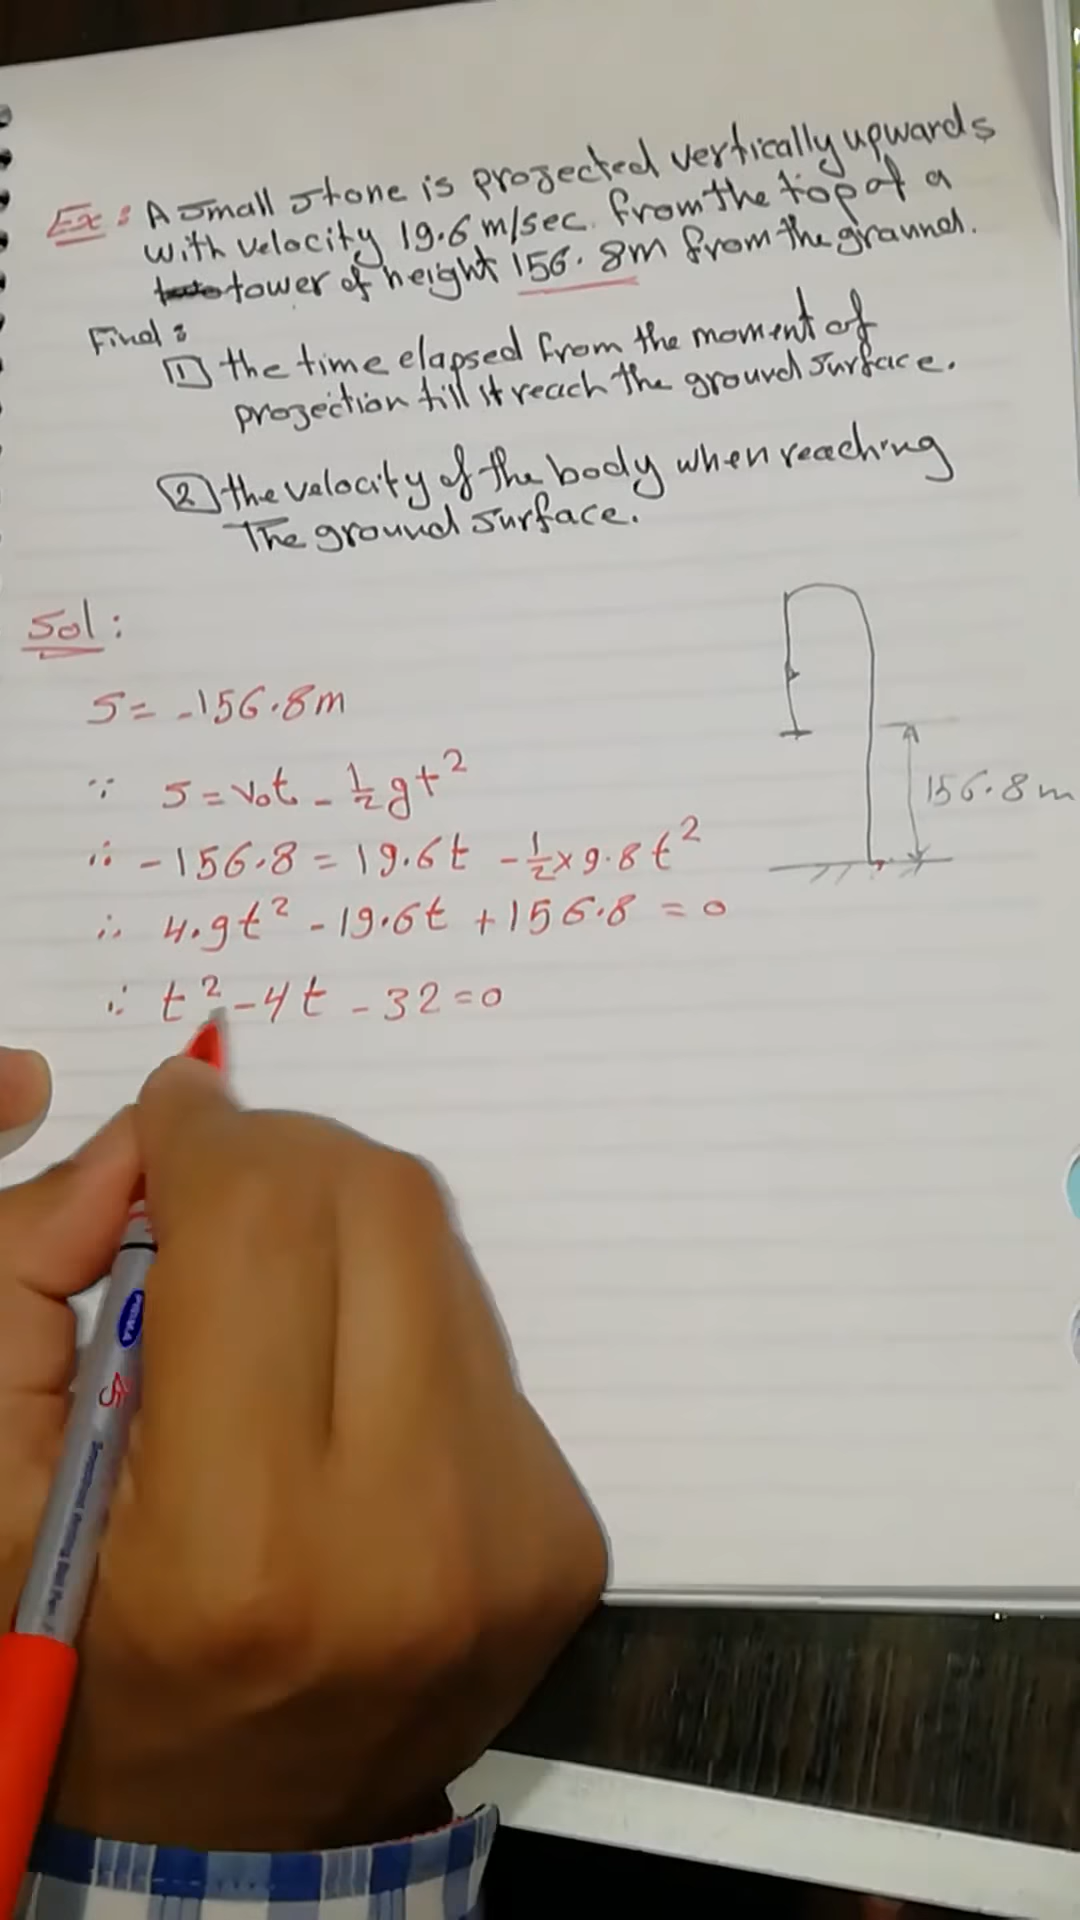 Ex: A small stone is projected vertically upwards
with velocity 19.6 m/sec. from the top of a
tower of height 156.8m from the ground.
Find:
1 the time elapsed from the moment of
projection till it reach the ground surface.
2 the velocity of the body when reaching
The ground surface.
Sol:
S = -156.8m
∵ S = v₀t - 1/2 gt²
∴ -156.8 = 19.6t - 1/2 × 9.8t²
156.8m
∴ 4.9t² - 19.6t + 156.8 = 0
∴ t² - 4t - 32 = 0